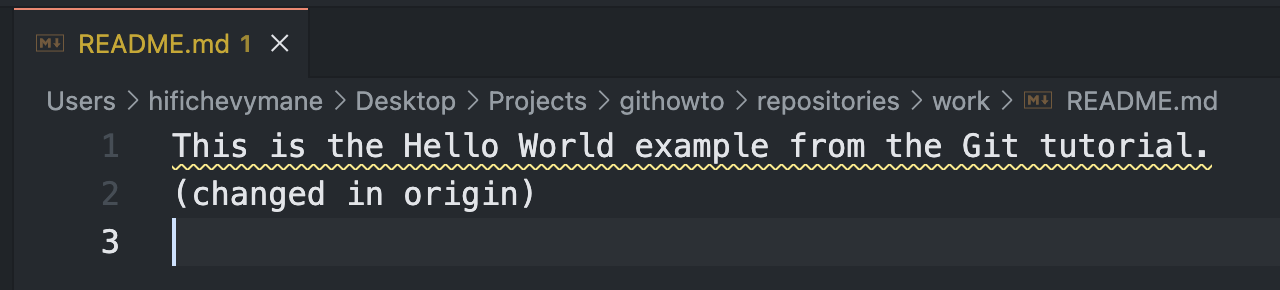 M↓ README.md 1 ×
Users > hifichevymane > Desktop > Projects > githowto > repositories > work > M↓ README.md
1 This is the Hello World example from the Git tutorial.
2 (changed in origin)
3